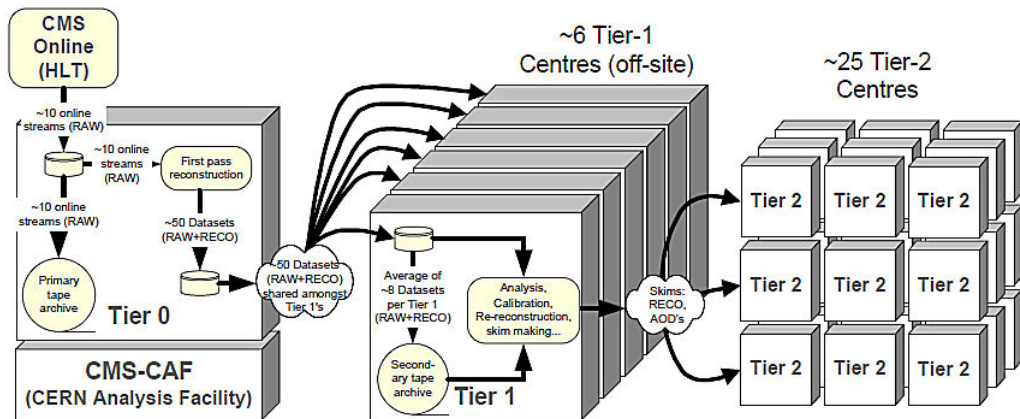 CMS
Online
(HLT)
~10 online
streams (RAW)
~10 online
streams
(RAW)
First pass
reconstruction
~10 online
streams (RAW)
~50 Datasets
(RAW+RECO)
Primary
tape
archive
Tier 0
CMS-CAF
(CERN Analysis Facility)
~50 Datasets
(RAW+RECO)
shared amongst
Tier 1's
~6 Tier-1
Centres (off-site)
Average of
~8 Datasets
per Tier 1
(RAW+RECO)
Analysis,
Calibration,
Re-reconstruction,
skim making...
Second-
ary tape
archive
Tier 1
Skims:
RECO,
AOD's
~25 Tier-2
Centres
Tier 2 Tier 2 Tier 2
Tier 2 Tier 2 Tier 2
Tier 2 Tier 2 Tier 2